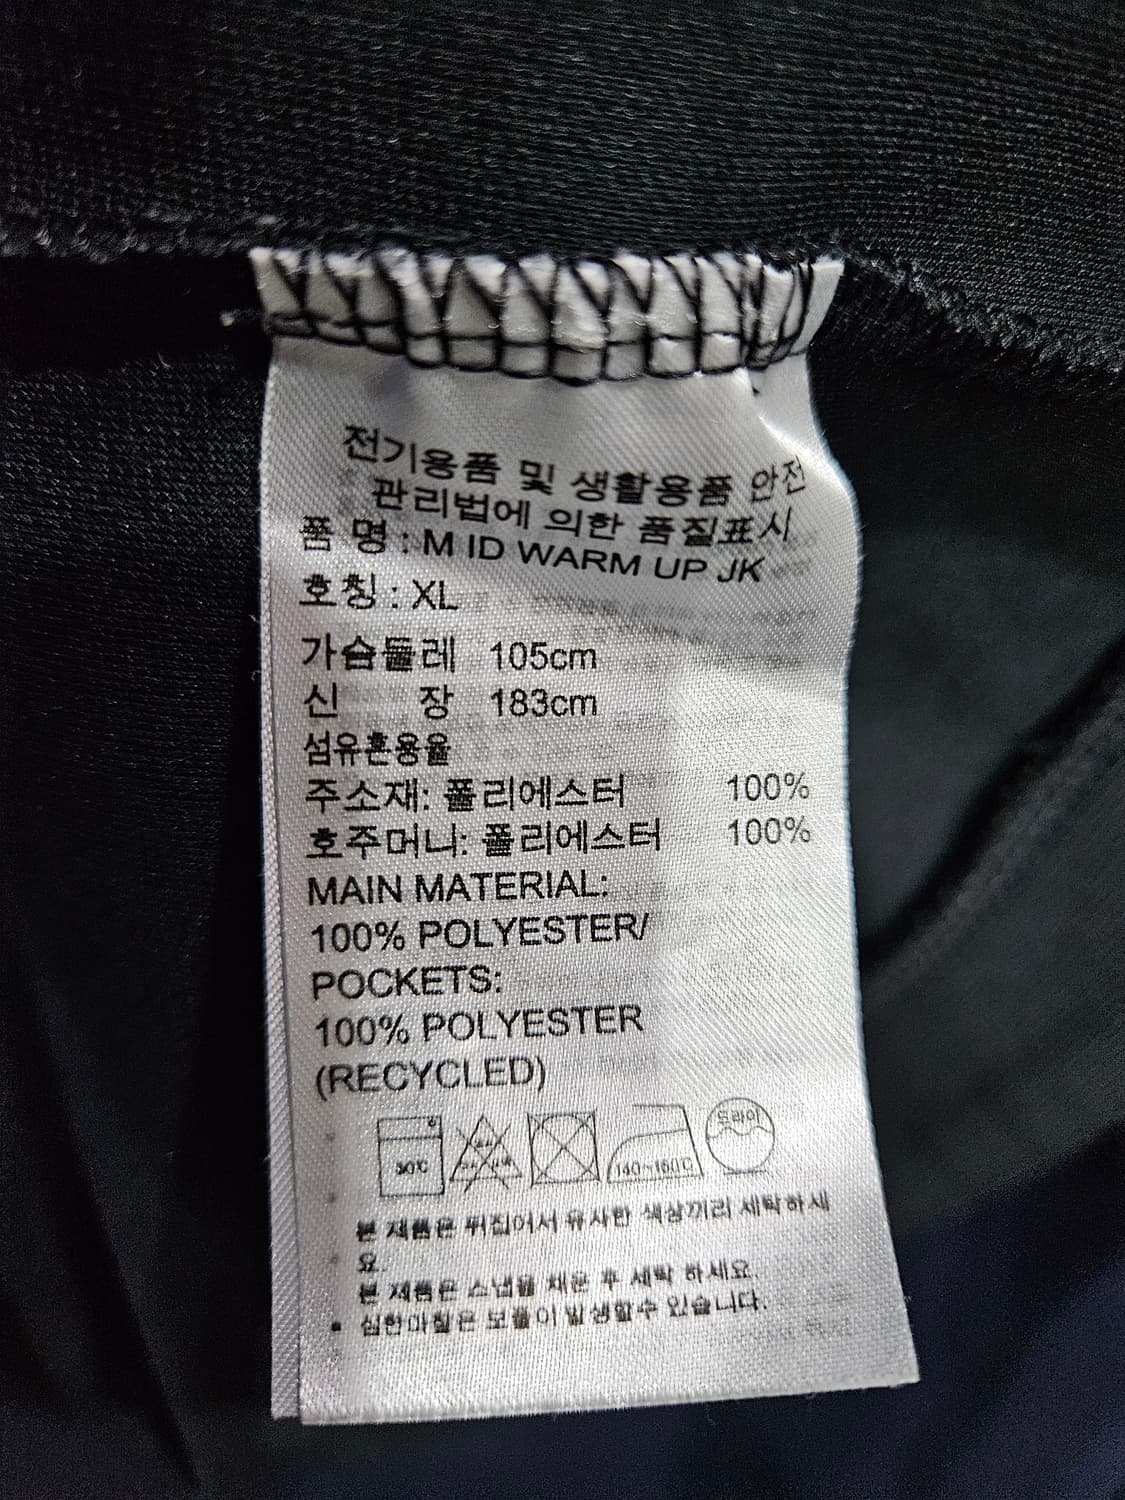 전기용품 및 생활용품 안전
관리법에 의한 품질표시
품 명 : M ID WARM UP JK
호칭 : XL
가슴둘레 105cm
신 장 183cm
섬유혼용율
주소재: 폴리에스터 100%
호주머니: 폴리에스터 100%
MAIN MATERIAL:
100% POLYESTER/
POCKETS:
100% POLYESTER
(RECYCLED)
30℃ 140~160℃ 드라이
본 제품은 뒤집어서 유사한 색상끼리 세탁하세
요.
본 제품은 스냅을 채운 후 세탁 하세요.
• 심한마찰은 보풀이 발생할수 있습니다.